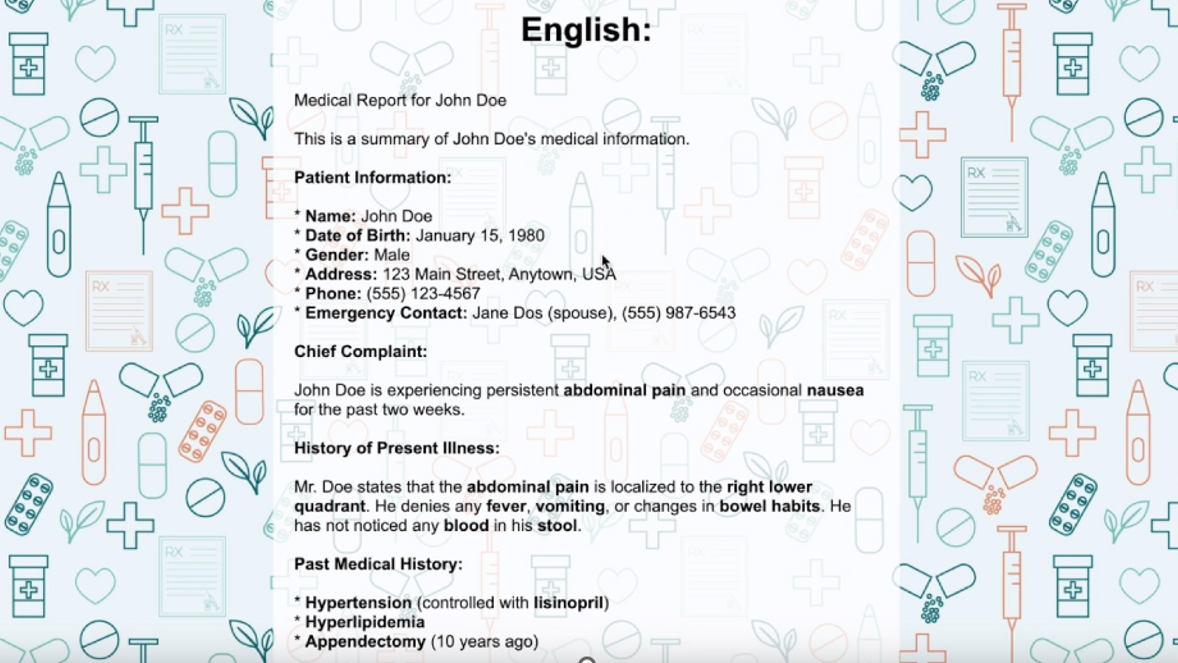 English:
Medical Report for John Doe
This is a summary of John Doe's medical information.
Patient Information:
* Name: John Doe
* Date of Birth: January 15, 1980
* Gender: Male
* Address: 123 Main Street, Anytown, USA
* Phone: (555) 123-4567
* Emergency Contact: Jane Dos (spouse), (555) 987-6543
Chief Complaint:
John Doe is experiencing persistent abdominal pain and occasional nausea
for the past two weeks.
History of Present Illness:
Mr. Doe states that the abdominal pain is localized to the right lower
quadrant. He denies any fever, vomiting, or changes in bowel habits. He
has not noticed any blood in his stool.
Past Medical History:
* Hypertension (controlled with lisinopril)
* Hyperlipidemia
* Appendectomy (10 years ago)
RX
RX
RX
RX
RX